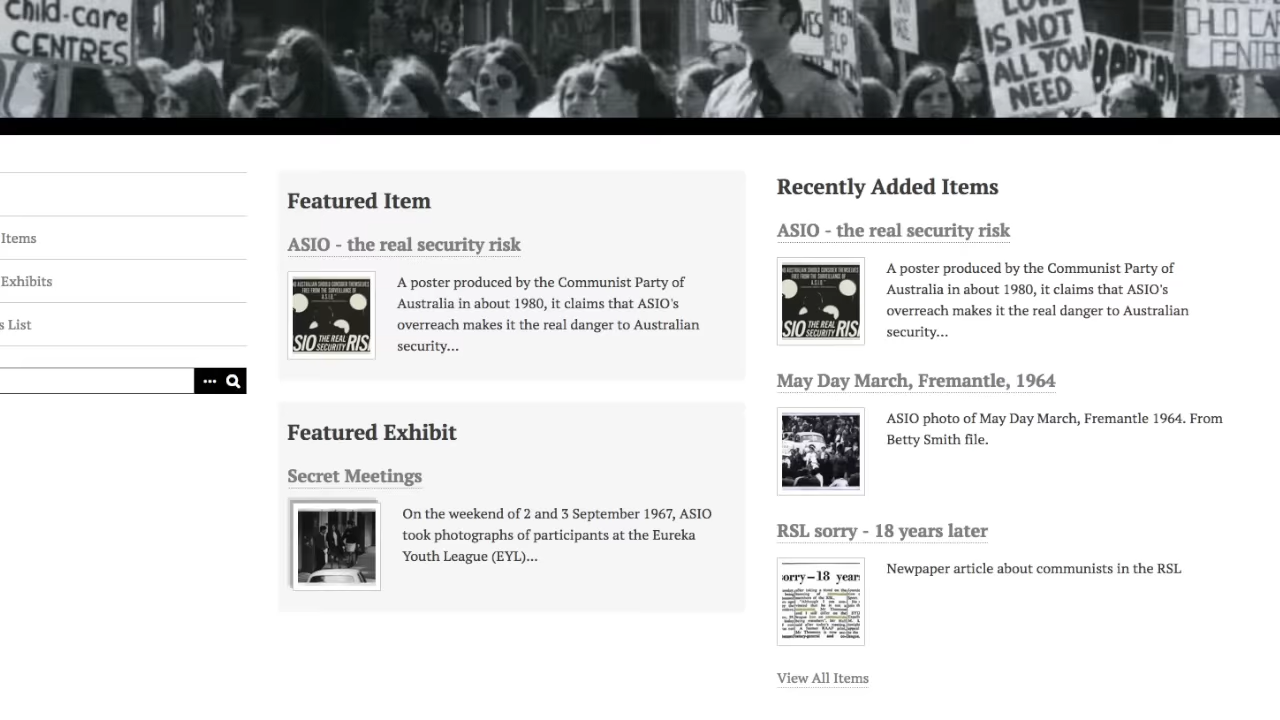 Child-care
CENTRES
CON
VES
MEN
LP
MEN
LOVE
IS NOT
ALL YOU
NEED
ABORTION
CHILD CA
CENTR
Items
Exhibits
s List
Featured Item
ASIO - the real security risk
A poster produced by the Communist Party of
Australia in about 1980, it claims that ASIO's
overreach makes it the real danger to Australian
security...
SIO THE REAL
SECURITY RIS
Featured Exhibit
Secret Meetings
On the weekend of 2 and 3 September 1967, ASIO
took photographs of participants at the Eureka
Youth League (EYL)...
Recently Added Items
ASIO - the real security risk
A poster produced by the Communist Party of
Australia in about 1980, it claims that ASIO's
overreach makes it the real danger to Australian
security...
SIO THE REAL
SECURITY RIS
May Day March, Fremantle, 1964
ASIO photo of May Day March, Fremantle 1964. From
Betty Smith file.
RSL sorry - 18 years later
orry—18 year
Newpaper article about communists in the RSL
View All Items